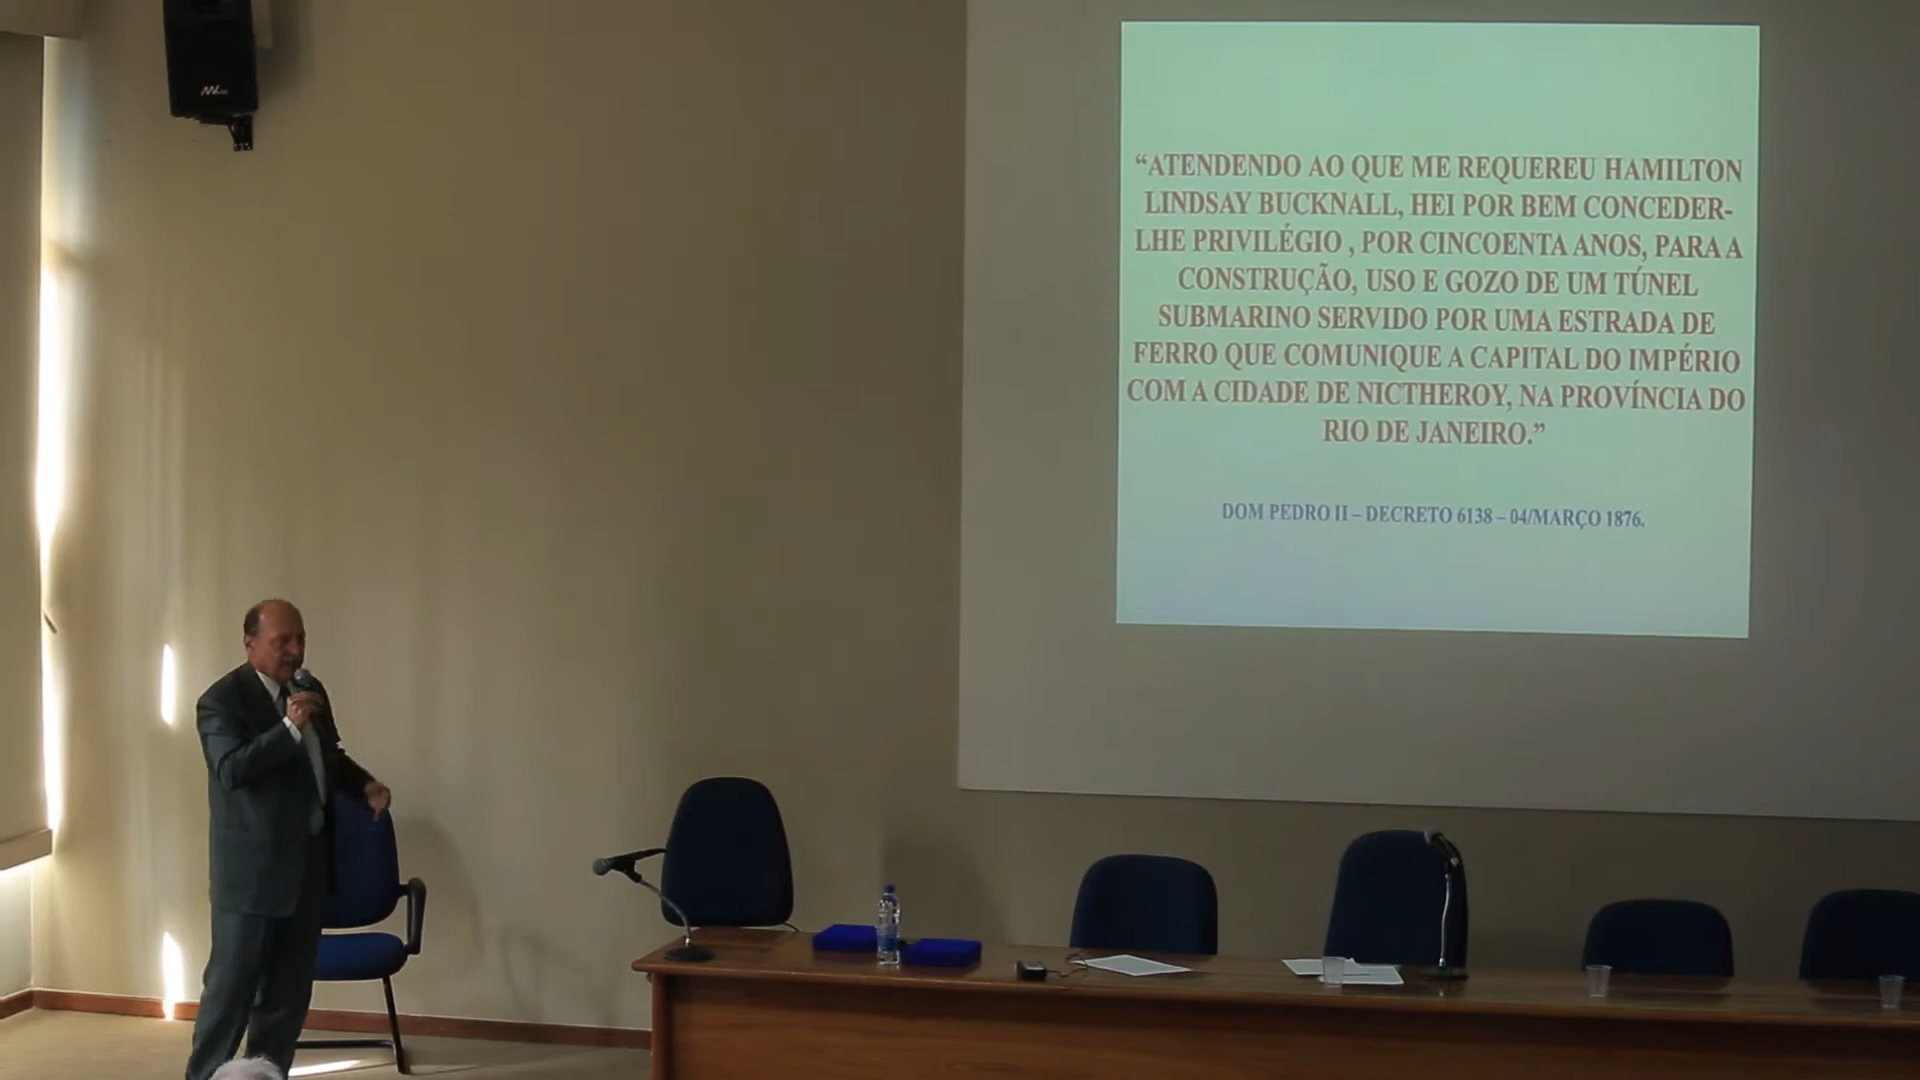 “ATENDENDO AO QUE ME REQUEREU HAMILTON
LINDSAY BUCKNALL, HEI POR BEM CONCEDER-
LHE PRIVILÉGIO , POR CINCOENTA ANOS, PARA A
CONSTRUÇÃO, USO E GOZO DE UM TÚNEL
SUBMARINO SERVIDO POR UMA ESTRADA DE
FERRO QUE COMUNIQUE A CAPITAL DO IMPÉRIO
COM A CIDADE DE NICTHEROY, NA PROVÍNCIA DO
RIO DE JANEIRO.”
DOM PEDRO II – DECRETO 6138 – 04/MARÇO 1876.